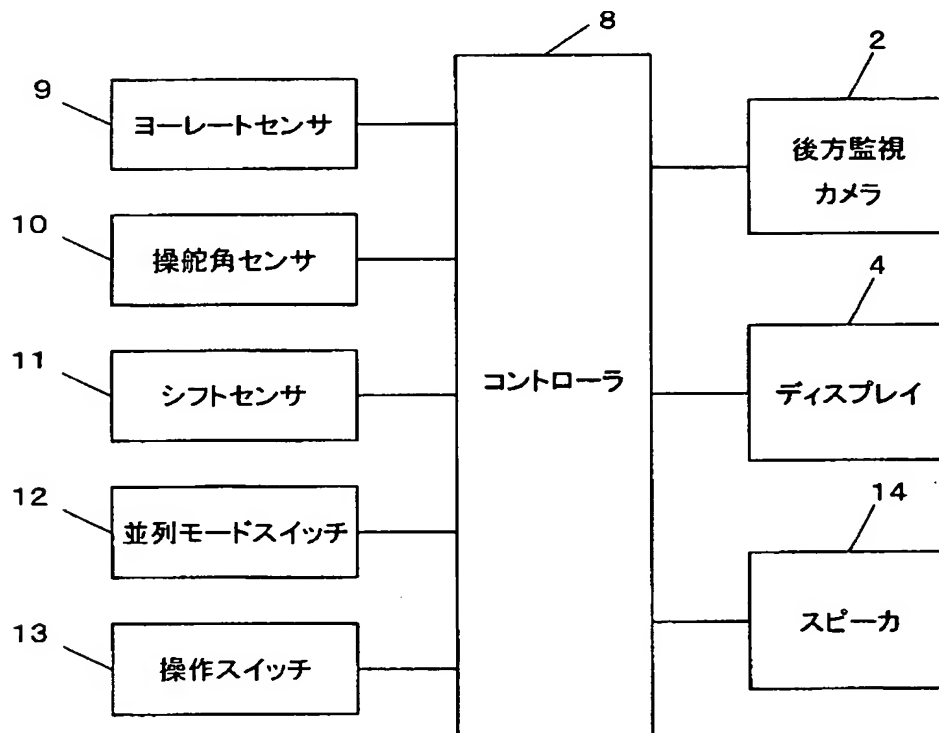 8
2
9
ヨーレートセンサ
後方監視
カメラ
10
操舵角センサ
4
11
シフトセンサ
コントローラ
ディスプレイ
12
並列モードスイッチ
14
13
操作スイッチ
スピーカ